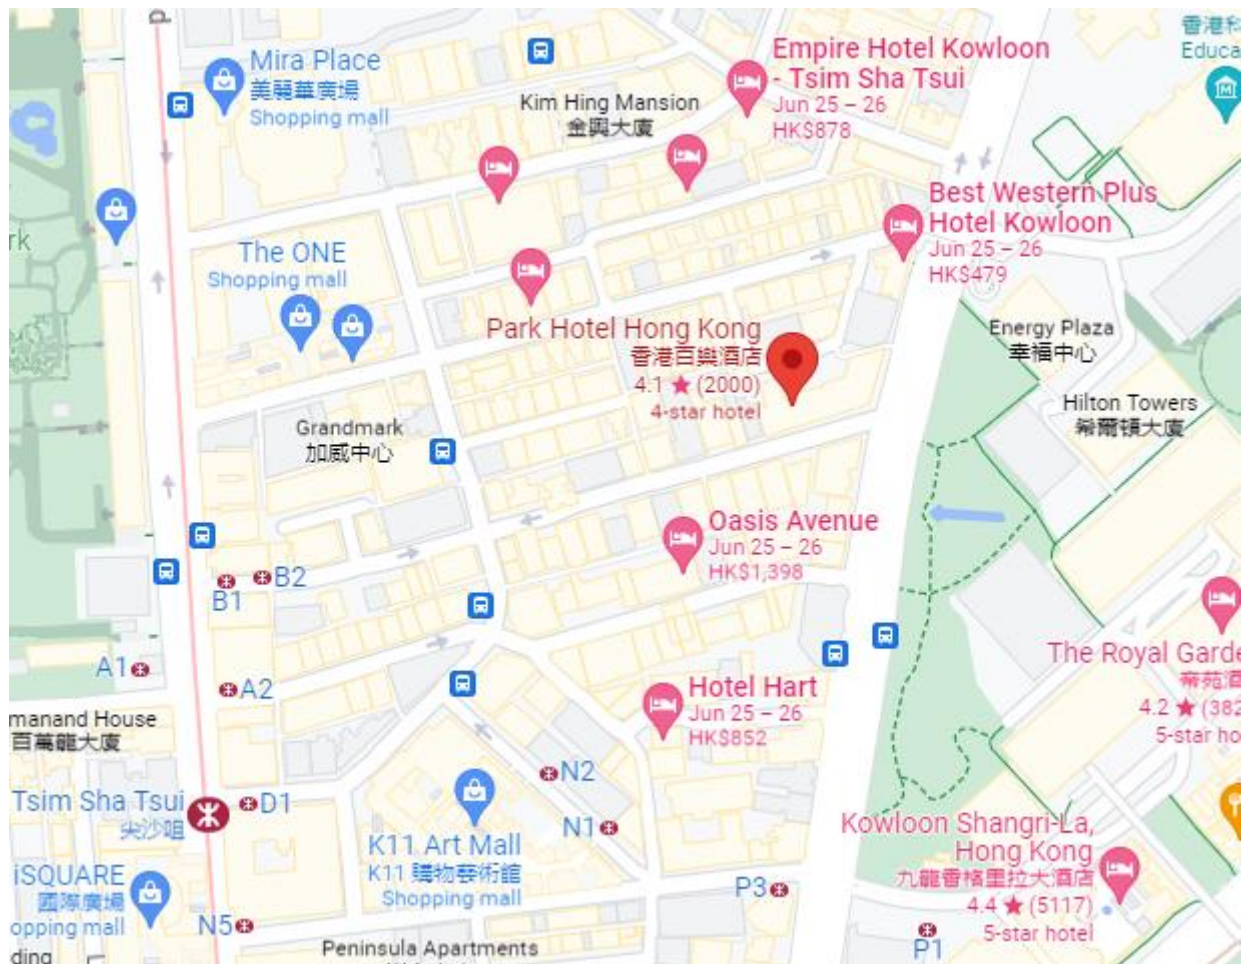 Mira Place
美麗華廣場
Shopping mall
Empire Hotel Kowloon
- Tsim Sha Tsui
Jun 25 – 26
HK$878
Kim Hing Mansion
金興大廈
香港科
Educa
Best Western Plus
Hotel Kowloon
Jun 25 – 26
HK$479
rk
The ONE
Shopping mall
Park Hotel Hong Kong
香港百樂酒店
4.1 ★ (2000)
4-star hotel
Energy Plaza
幸福中心
Hilton Towers
希爾頓大廈
Grandmark
加威中心
Oasis Avenue
Jun 25 – 26
HK$1,398
B2
B1
A1
A2
The Royal Garde
帝苑酒
4.2 ★ (382
5-star ho
Hotel Hart
Jun 25 – 26
HK$852
manand House
百萬龍大廈
Tsim Sha Tsui
尖沙咀
D1
N2
N1
K11 Art Mall
K11 購物藝術館
Shopping mall
Kowloon Shangri-La,
Hong Kong
九龍香格里拉大酒店
4.4 ★ (5117)
5-star hotel
iSQUARE
國際廣場
opping mall
N5
P3
P1
Peninsula Apartments
ding